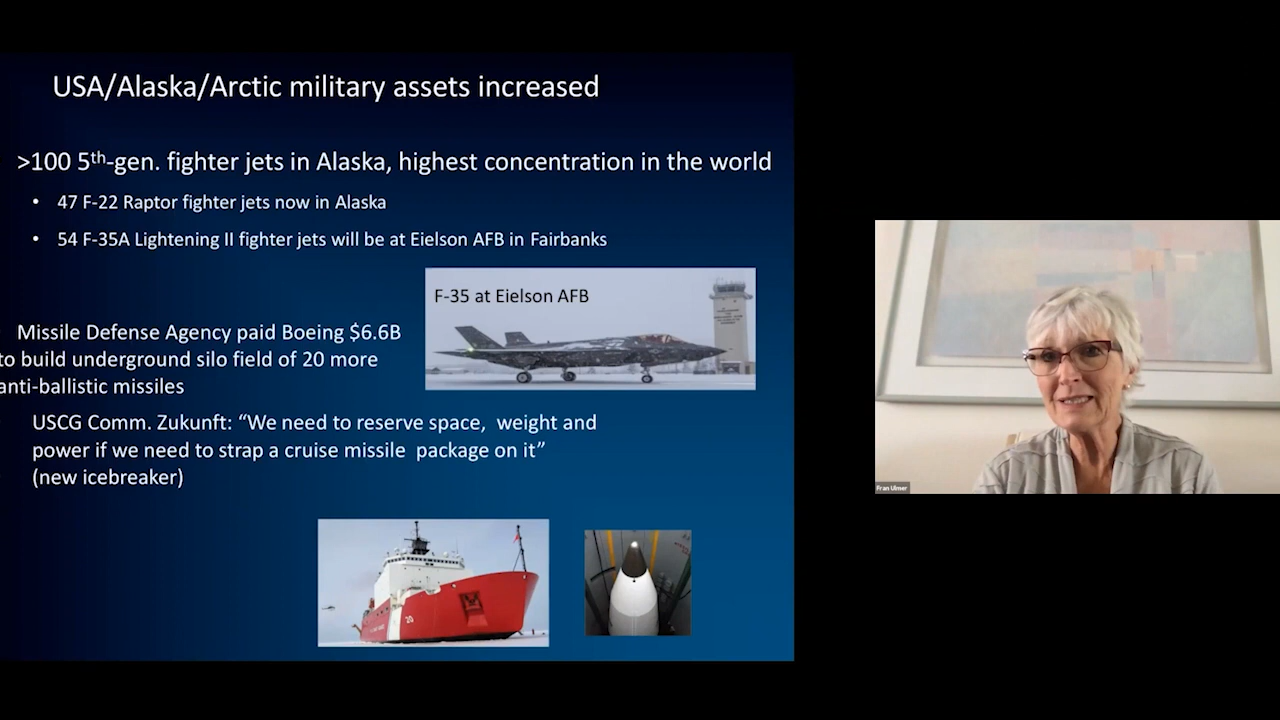 USA/Alaska/Arctic military assets increased
>100 5th-gen. fighter jets in Alaska, highest concentration in the world
• 47 F-22 Raptor fighter jets now in Alaska
• 54 F-35A Lightening II fighter jets will be at Eielson AFB in Fairbanks
F-35 at Eielson AFB
Missile Defense Agency paid Boeing $6.6B
to build underground silo field of 20 more
anti-ballistic missiles
USCG Comm. Zukunft: “We need to reserve space, weight and
power if we need to strap a cruise missile package on it”
(new icebreaker)
20
Fran Ulmer